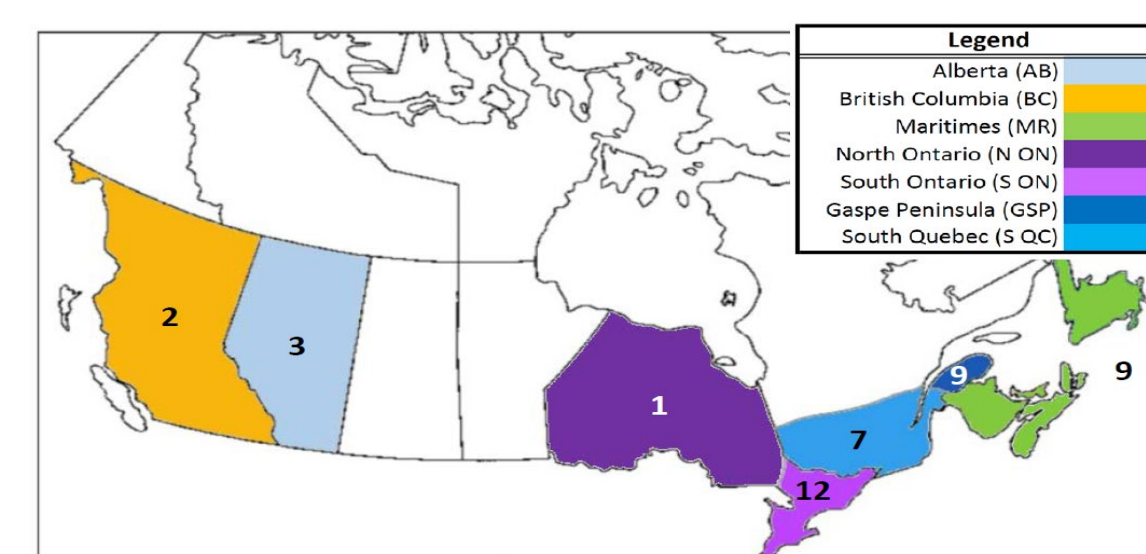 Legend
Alberta (AB)
British Columbia (BC)
Maritimes (MR)
North Ontario (N ON)
South Ontario (S ON)
Gaspe Peninsula (GSP)
South Quebec (S QC)
2
3
1
9
9
7
12